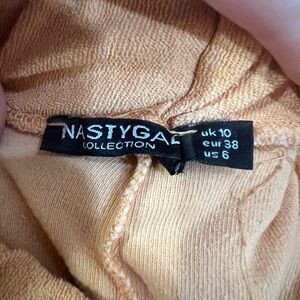 NASTYGAL
COLLECTION
uk 10
eur 38
us 6